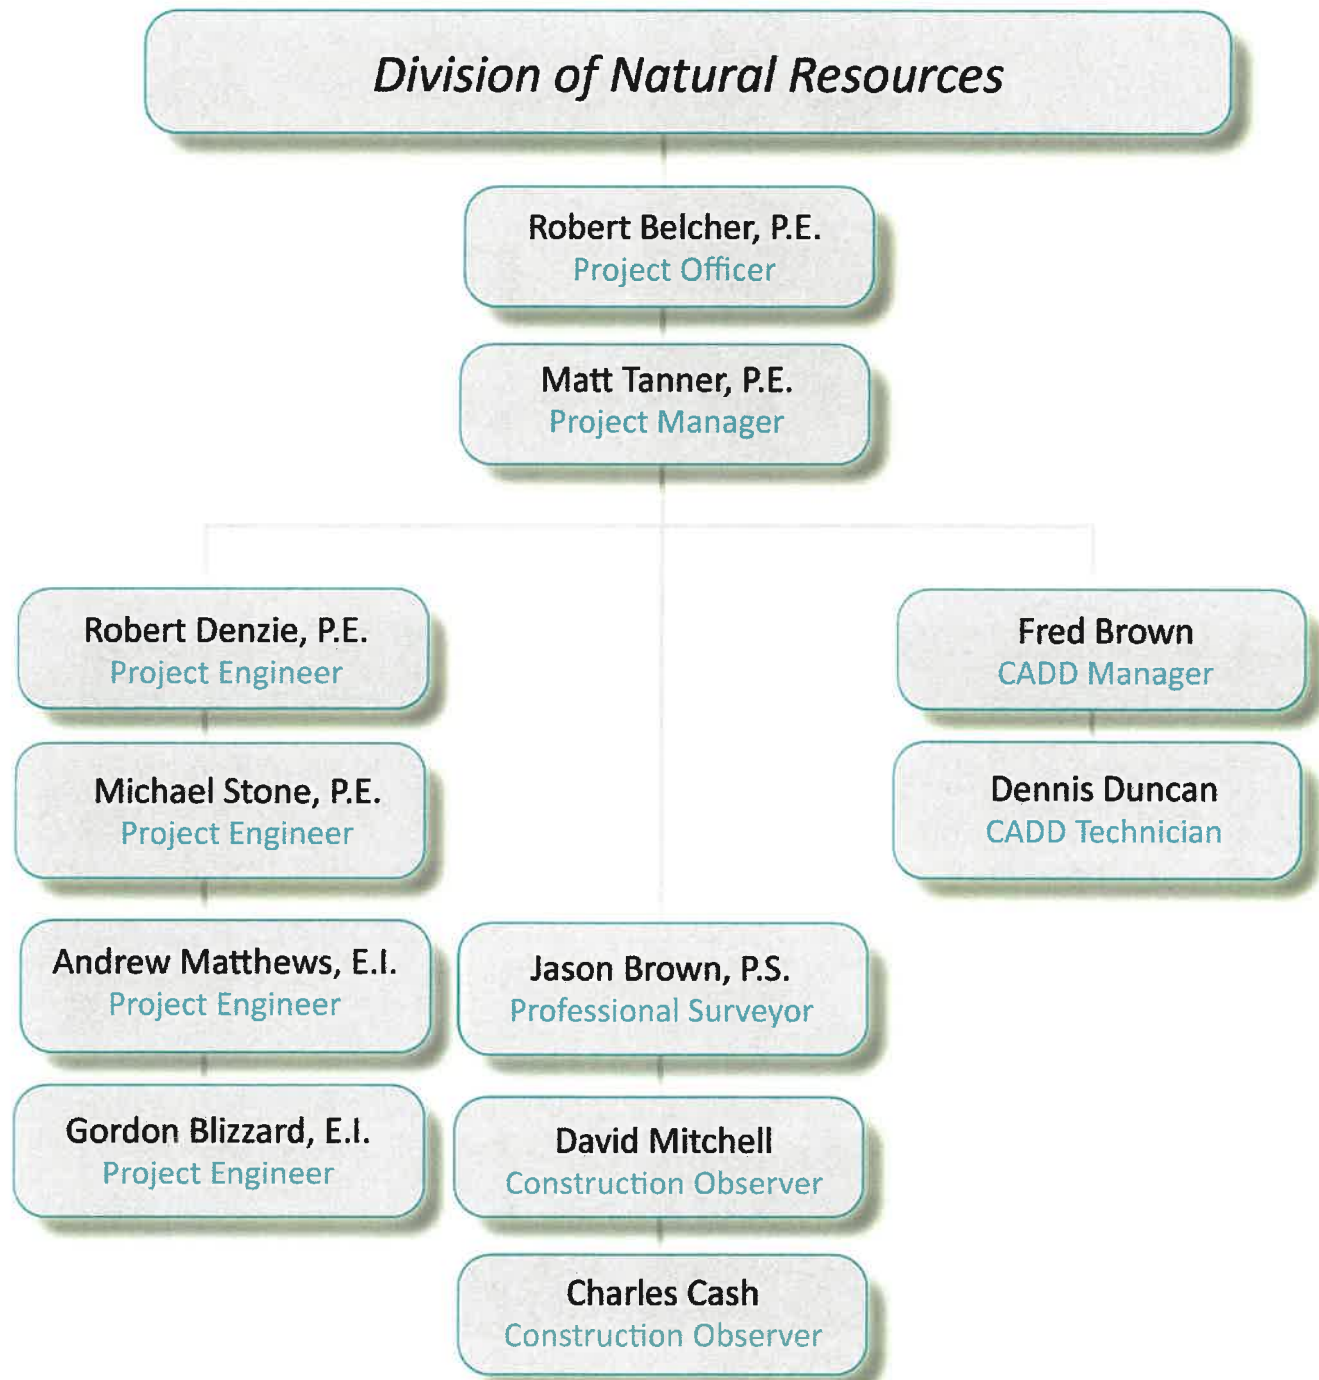 Division of Natural Resources
Robert Belcher, P.E.
Project Officer
Matt Tanner, P.E.
Project Manager
Robert Denzie, P.E.
Project Engineer
Michael Stone, P.E.
Project Engineer
Andrew Matthews, E.I.
Project Engineer
Gordon Blizzard, E.I.
Project Engineer
Jason Brown, P.S.
Professional Surveyor
David Mitchell
Construction Observer
Charles Cash
Construction Observer
Fred Brown
CADD Manager
Dennis Duncan
CADD Technician